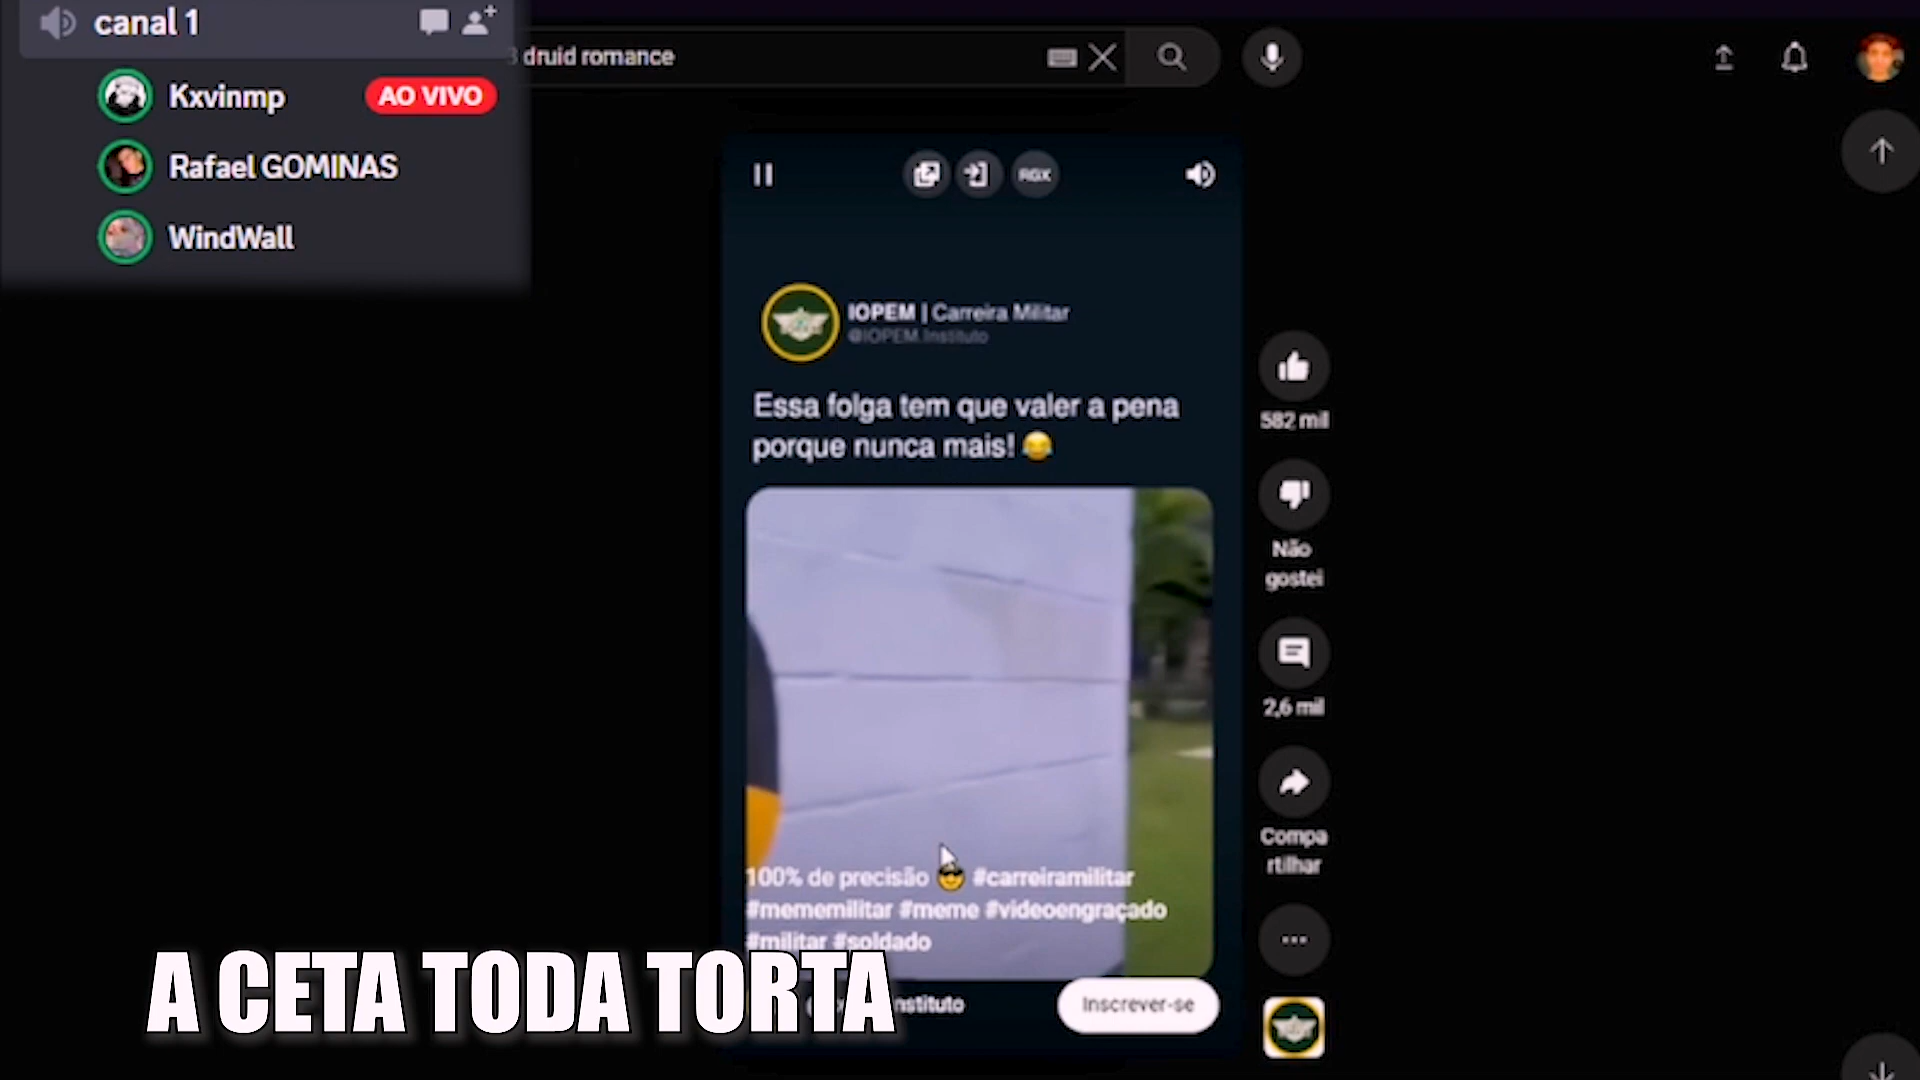 canal 1
Kxvinmp
AO VIVO
Rafael GOMINAS
WindWall
druid romance
RGX
IOPEM | Carreira Militar
@IOPEM.Instituto
Essa folga tem que valer a pena
porque nunca mais! 😂
582 mil
Não
gostei
2,6 mil
Compa
rtilhar
100% de precisão 😎 #carreiramilitar
#mememilitar #meme #videoengraçado
#militar #soldado
Inscrever-se
A CETA TODA TORTA